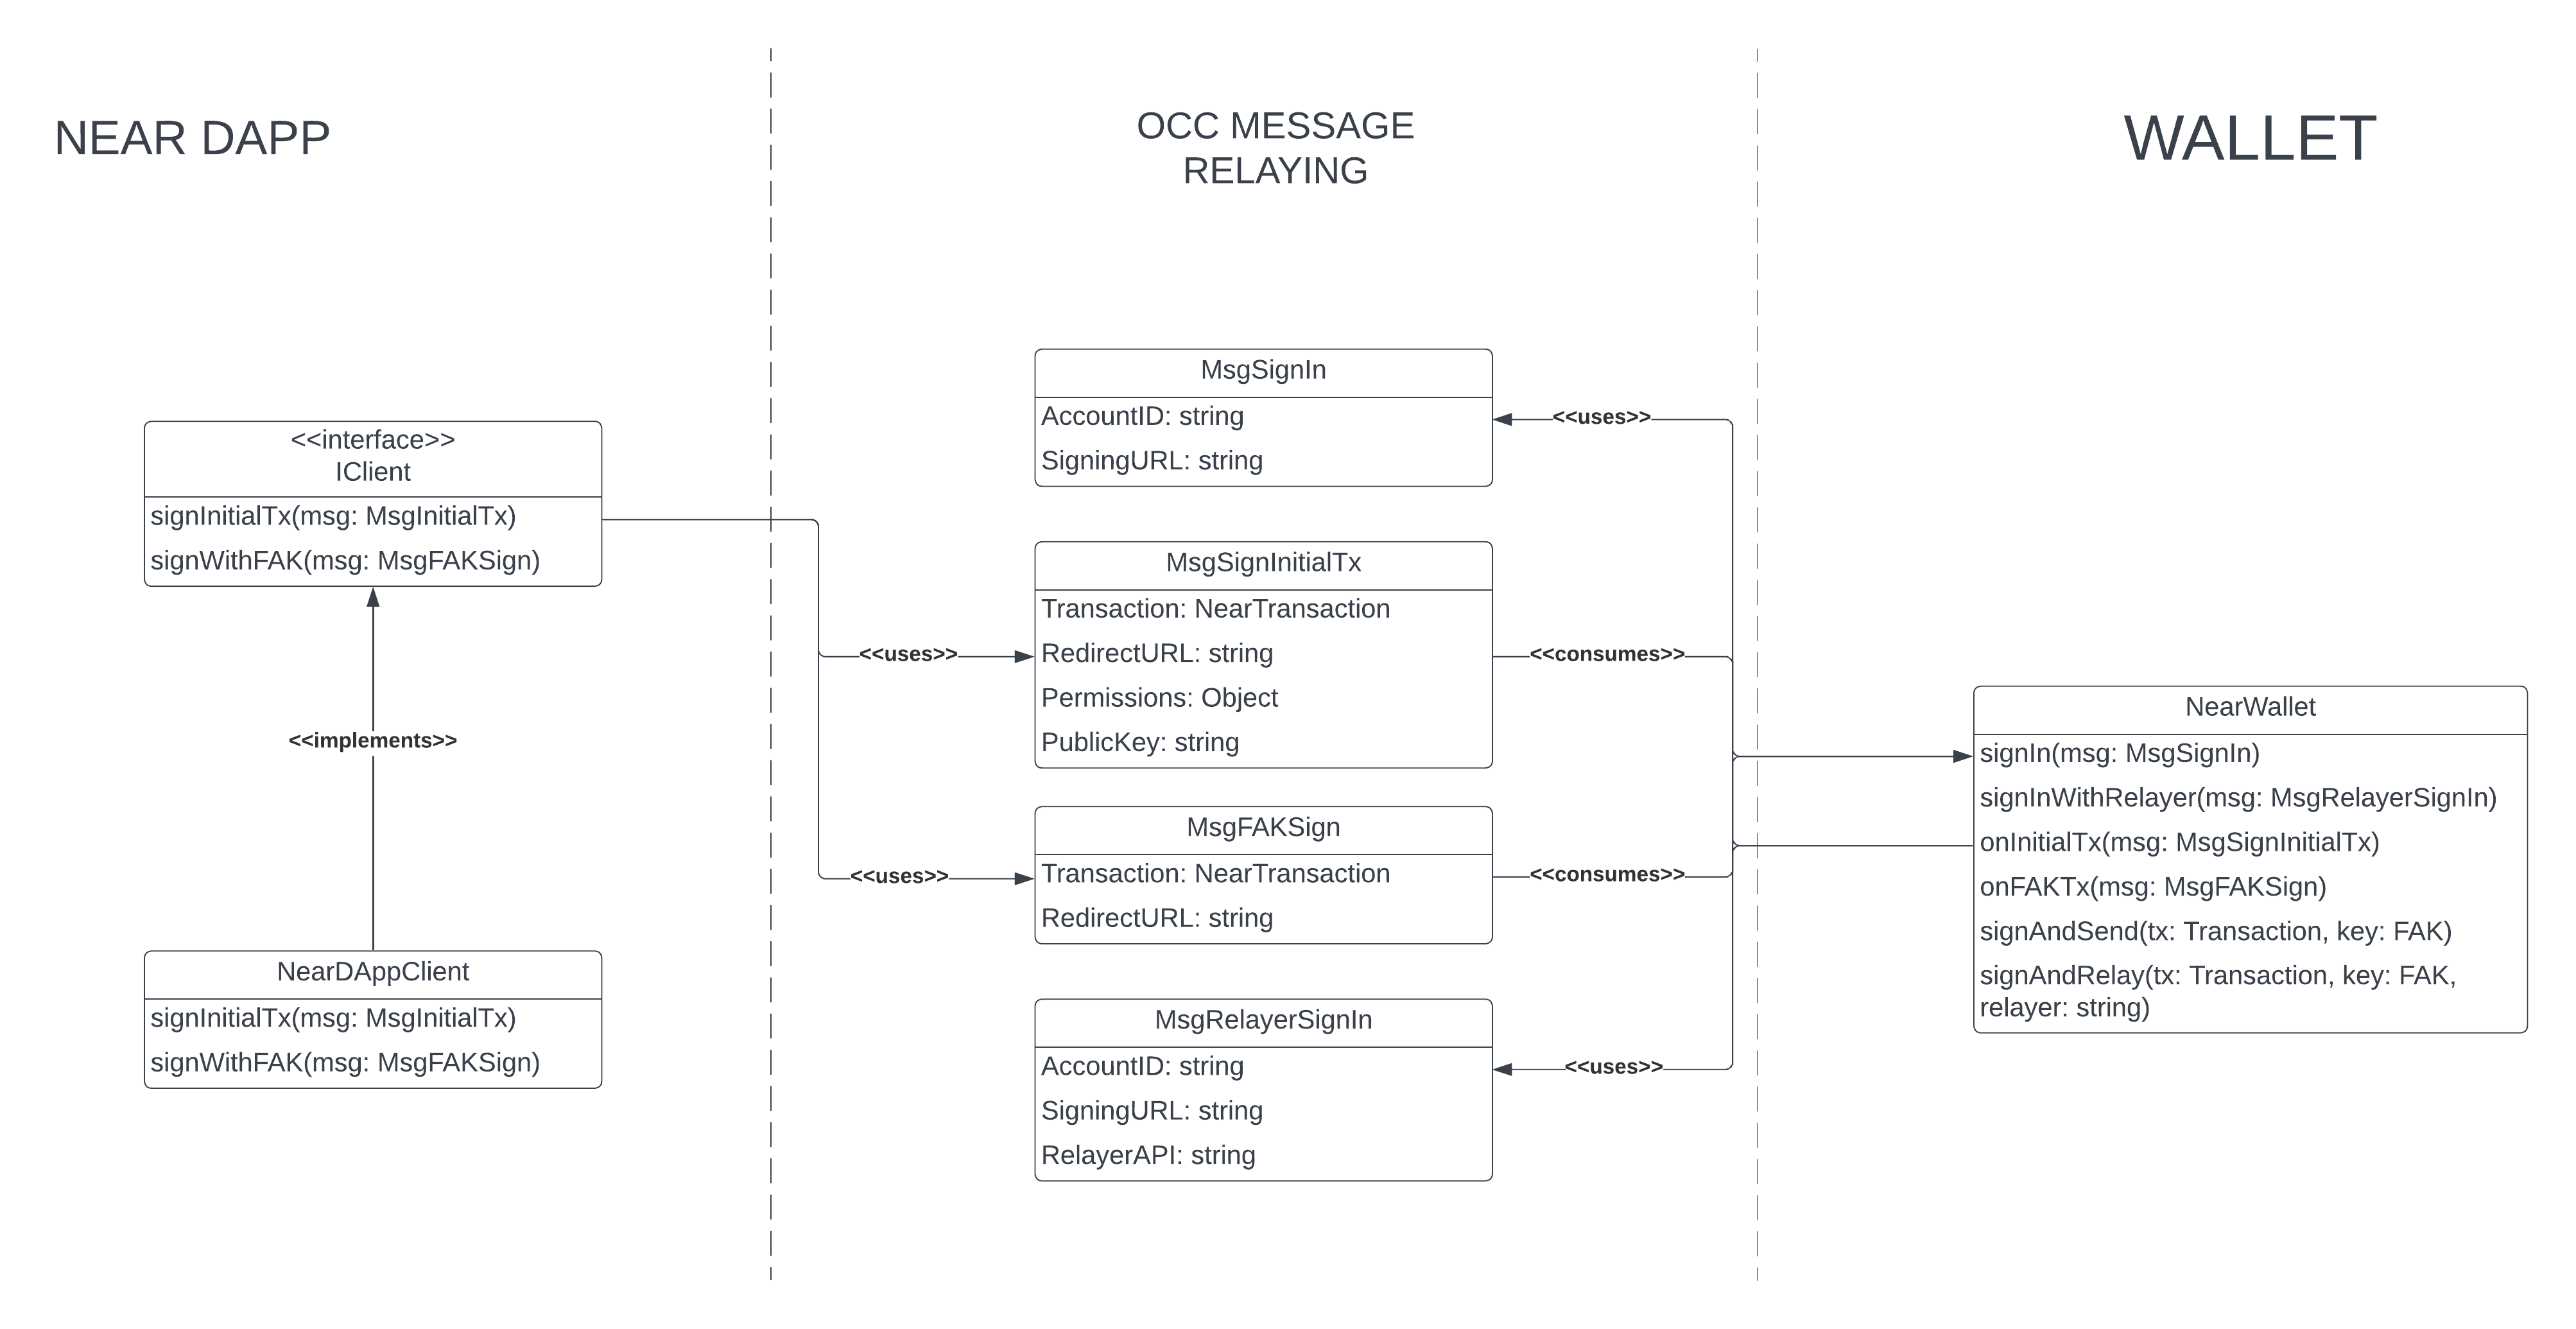 NEAR DAPP
OCC MESSAGE
RELAYING
WALLET
<<interface>>
IClient
signInitialTx(msg: MsgInitialTx)
signWithFAK(msg: MsgFAKSign)
<<implements>>
NearDAppClient
signInitialTx(msg: MsgInitialTx)
signWithFAK(msg: MsgFAKSign)
<<uses>>
<<uses>>
MsgSignIn
AccountID: string
SigningURL: string
MsgSignInitialTx
Transaction: NearTransaction
RedirectURL: string
Permissions: Object
PublicKey: string
MsgFAKSign
Transaction: NearTransaction
RedirectURL: string
MsgRelayerSignIn
AccountID: string
SigningURL: string
RelayerAPI: string
<<uses>>
<<consumes>>
<<consumes>>
<<uses>>
NearWallet
signIn(msg: MsgSignIn)
signInWithRelayer(msg: MsgRelayerSignIn)
onInitialTx(msg: MsgSignInitialTx)
onFAKTx(msg: MsgFAKSign)
signAndSend(tx: Transaction, key: FAK)
signAndRelay(tx: Transaction, key: FAK,
relayer: string)